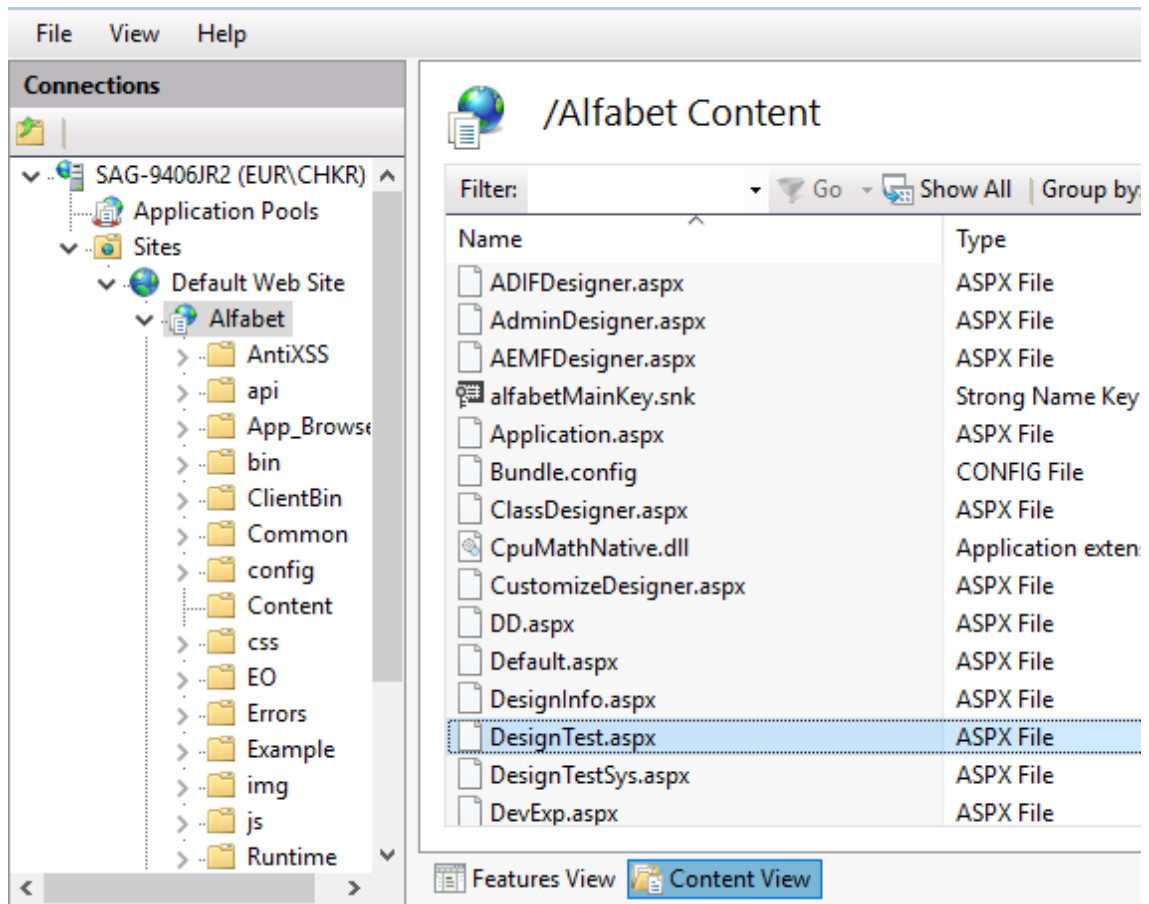 File View Help
Connections
SAG-9406JR2 (EUR\CHKR)
Application Pools
Sites
Default Web Site
Alfabet
AntiXSS
api
App_Browse
bin
ClientBin
Common
config
Content
css
EO
Errors
Example
img
js
Runtime
/Alfabet Content
Filter: Go Show All Group by:
Name Type
ADIFDesigner.aspx ASPX File
AdminDesigner.aspx ASPX File
AEMFDesigner.aspx ASPX File
alfabetMainKey.snk Strong Name Key
Application.aspx ASPX File
Bundle.config CONFIG File
ClassDesigner.aspx ASPX File
CpuMathNative.dll Application exten
CustomizeDesigner.aspx ASPX File
DD.aspx ASPX File
Default.aspx ASPX File
DesignInfo.aspx ASPX File
DesignTest.aspx ASPX File
DesignTestSys.aspx ASPX File
DevExp.aspx ASPX File
Features View Content View